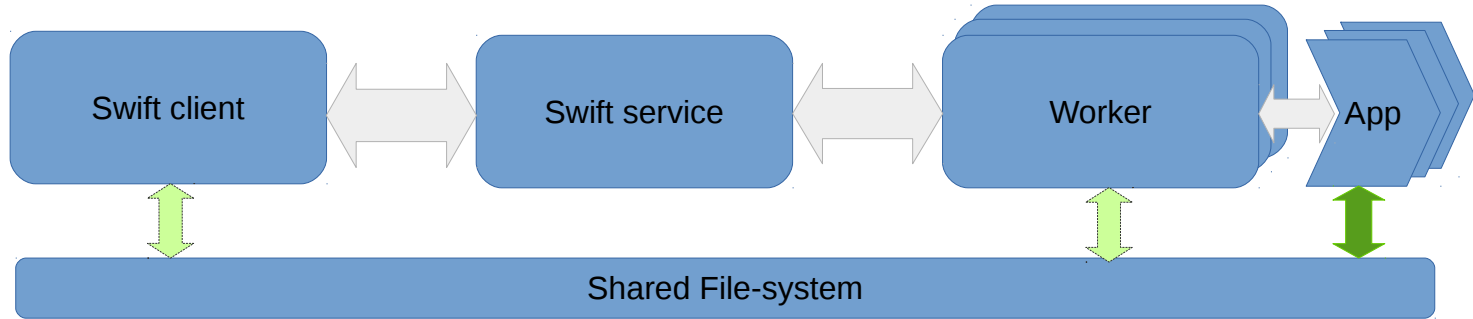 Swift client
Swift service
Worker
App
Shared File-system